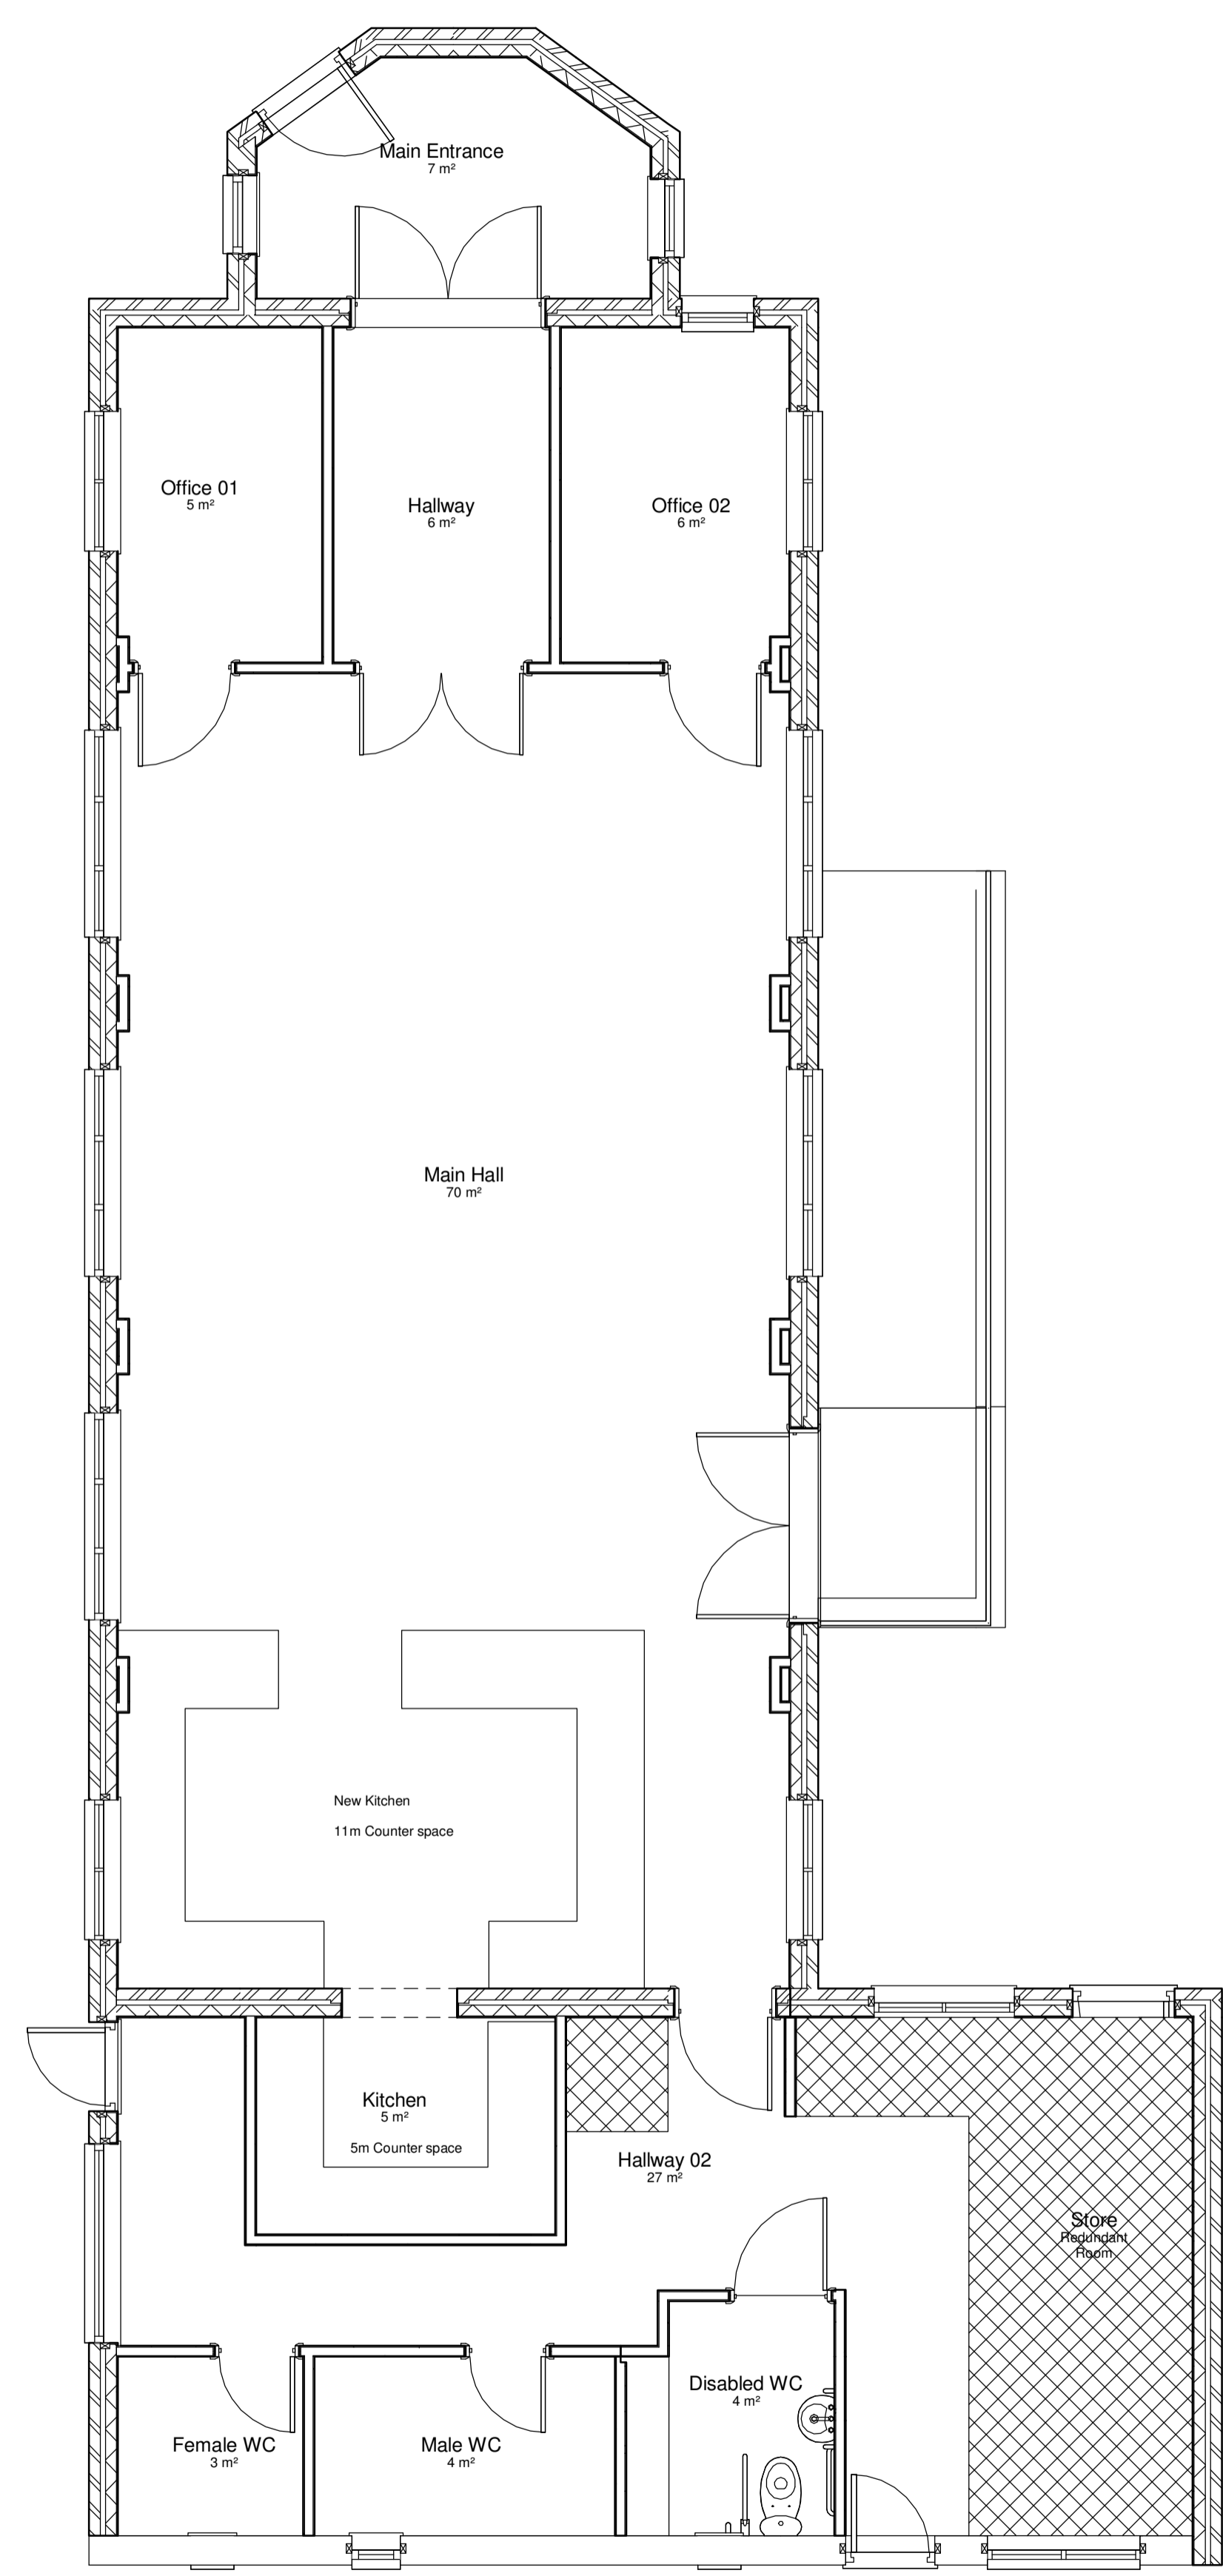 Main Entrance
7 m²
Office 01
5 m²
Hallway
6 m²
Office 02
6 m²
Main Hall
70 m²
New Kitchen
11m Counter space
Kitchen
5 m²
5m Counter space
Hallway 02
27 m²
Store
Redundant
Room
Disabled WC
4 m²
Female WC
3 m²
Male WC
4 m²